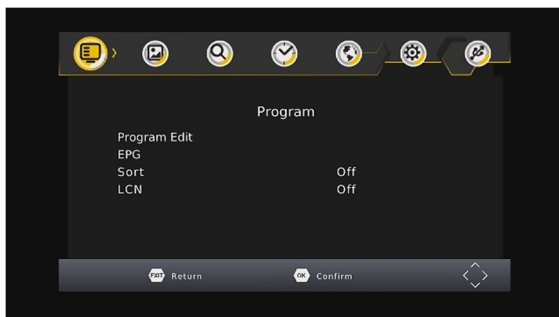 Program
Program Edit
EPG
Sort Off
LCN Off
EXIT Return OK Confirm